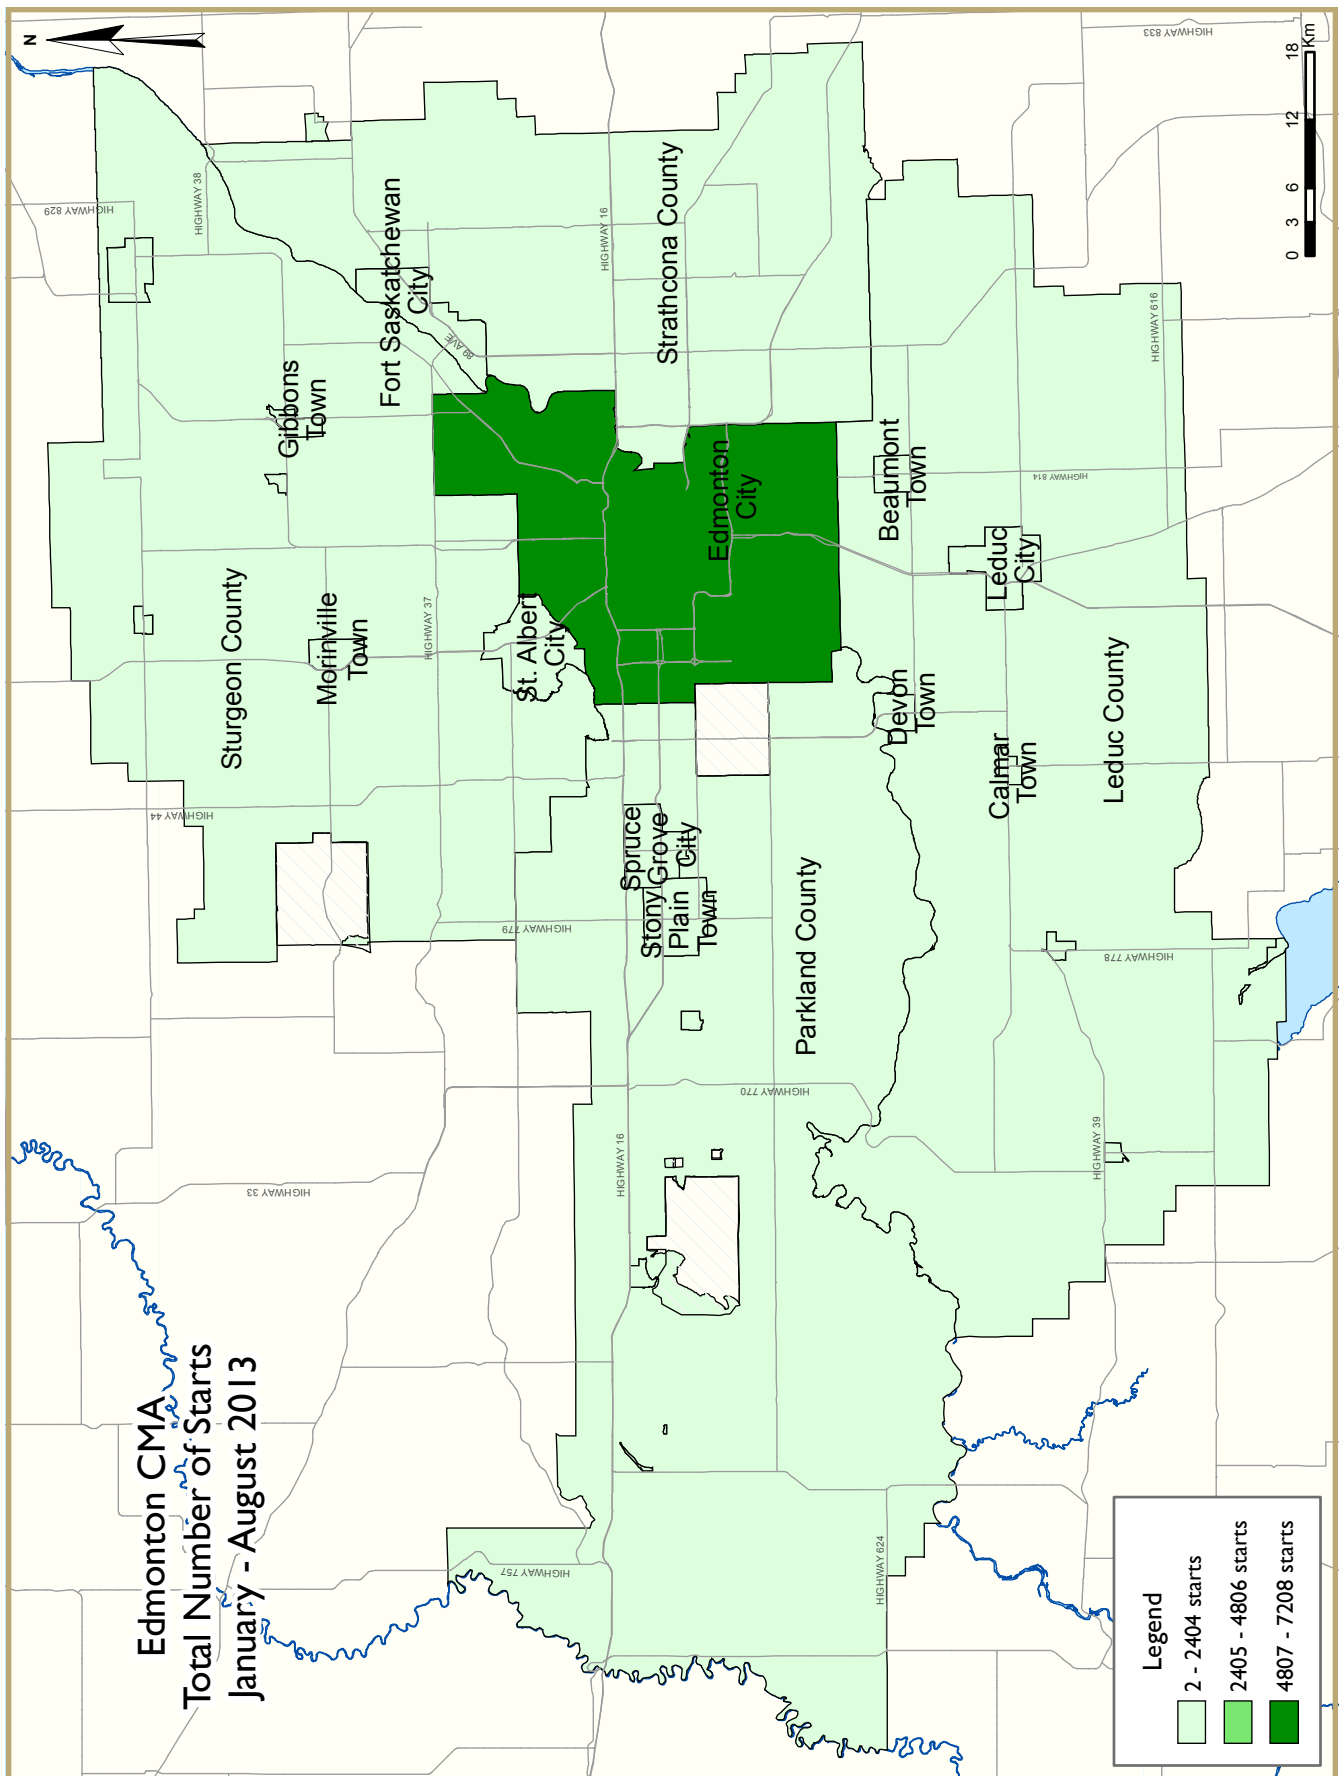 Edmonton CMA
Total Number of Starts
January - August 2013
N
HIGHWAY 829
HIGHWAY 38
HIGHWAY 833
Fort Saskatchewan
City
HIGHWAY 16
Strathcona County
89 AVE
Gibbons
Town
HIGHWAY 616
Edmonton
City
Beaumont
Town
HIGHWAY 814
Sturgeon County
Morinville
Town
HIGHWAY 37
St. Albert
City
Leduc
City
Devon
Town
Calmar
Town
Leduc County
HIGHWAY 44
Spruce
Grove
City
Stony
Plain
Town
HIGHWAY 779
Parkland County
HIGHWAY 778
HIGHWAY 770
HIGHWAY 16
HIGHWAY 39
HIGHWAY 33
HIGHWAY 757
HIGHWAY 624
Legend
2 - 2404 starts
2405 - 4806 starts
4807 - 7208 starts
0 3 6 12 18
Km